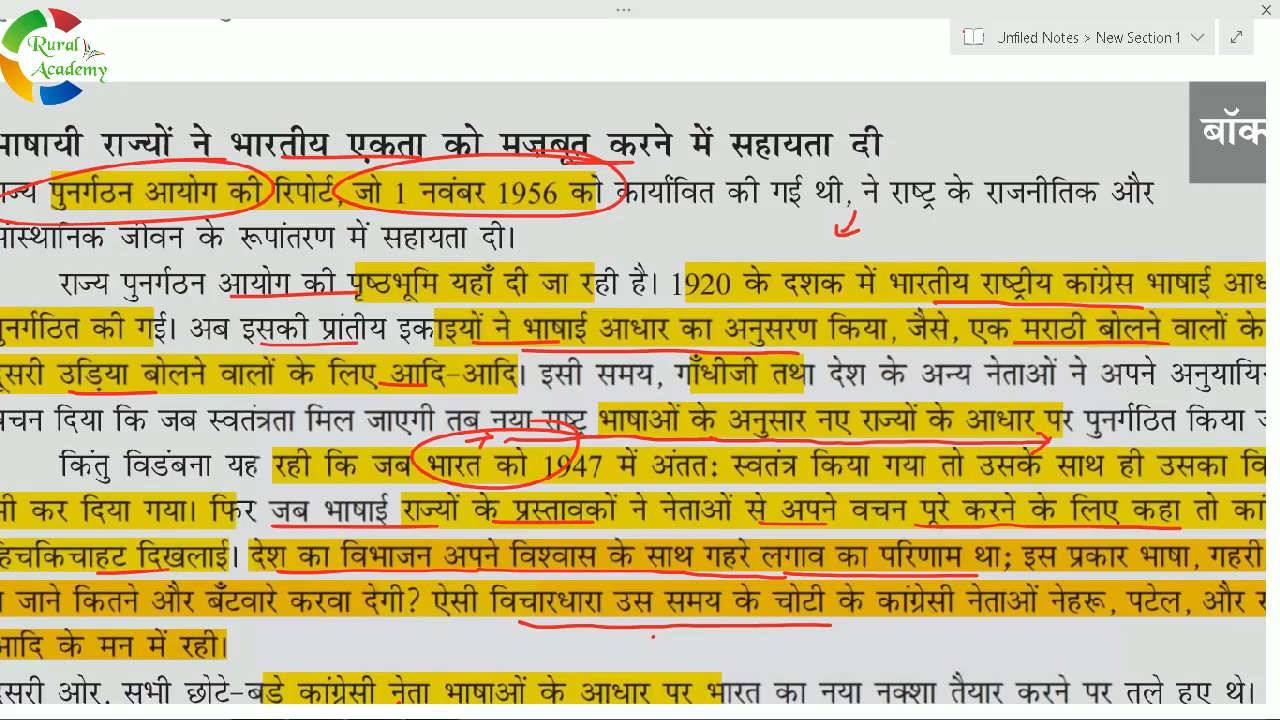 Rural
Academy
Jnfiled Notes > New Section 1
बॉक्
भाषायी राज्यों ने भारतीय एकता को मजबूत करने में सहायता दी
राज्य पुनर्गठन आयोग की रिपोर्ट, जो 1 नवंबर 1956 को कार्यांवित की गई थी, ने राष्ट्र के राजनीतिक और
सांस्थानिक जीवन के रूपांतरण में सहायता दी।
राज्य पुनर्गठन आयोग की पृष्ठभूमि यहाँ दी जा रही है। 1920 के दशक में भारतीय राष्ट्रीय कांग्रेस भाषाई आध
पुनर्गठित की गई। अब इसकी प्रांतीय इकाइयों ने भाषाई आधार का अनुसरण किया, जैसे, एक मराठी बोलने वालों के
दूसरी उड़िया बोलने वालों के लिए आदि-आदि। इसी समय, गाँधीजी तथा देश के अन्य नेताओं ने अपने अनुयायि
वचन दिया कि जब स्वतंत्रता मिल जाएगी तब नया राष्ट्र भाषाओं के अनुसार नए राज्यों के आधार पर पुनर्गठित किया ज
किंतु विडंबना यह रही कि जब भारत को 1947 में अंतत: स्वतंत्र किया गया तो उसके साथ ही उसका वि
भी कर दिया गया। फिर जब भाषाई राज्यों के प्रस्तावकों ने नेताओं से अपने वचन पूरे करने के लिए कहा तो कां
हिचकिचाहट दिखलाई। देश का विभाजन अपने विश्वास के साथ गहरे लगाव का परिणाम था; इस प्रकार भाषा, गहरी
न जाने कितने और बँटवारे करवा देगी? ऐसी विचारधारा उस समय के चोटी के कांग्रेसी नेताओं नेहरू, पटेल, और
आदि के मन में रही।
दूसरी ओर, सभी छोटे-बड़े कांग्रेसी नेता भाषाओं के आधार पर भारत का नया नक्शा तैयार करने पर तुले हुए थे।